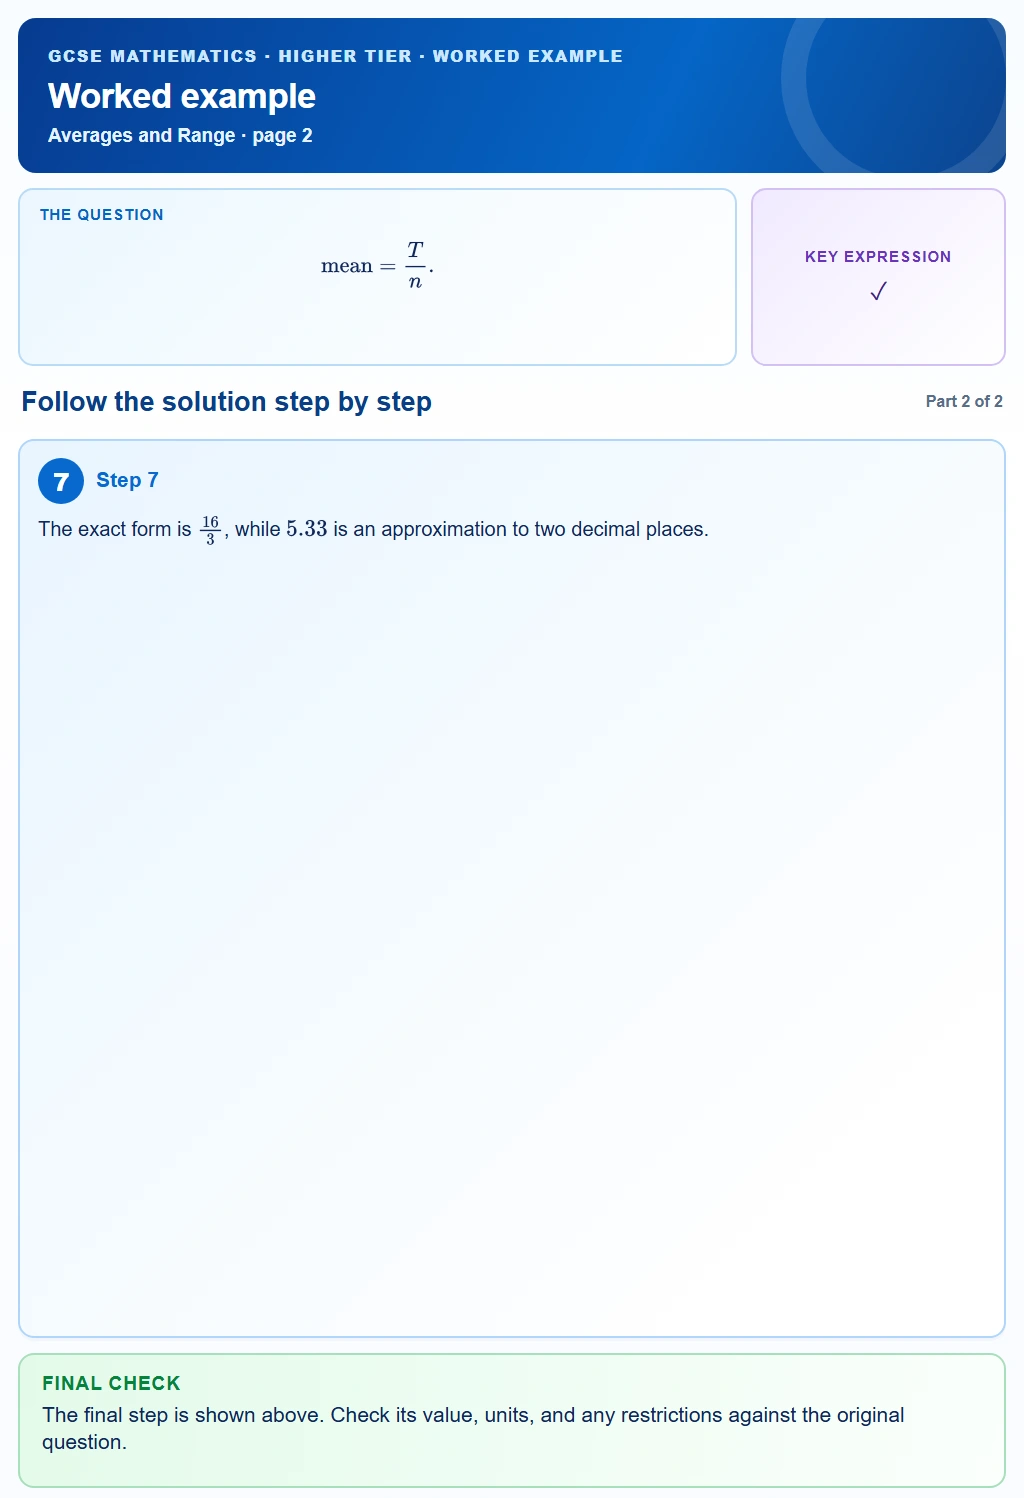 GCSE MATHEMATICS · HIGHER TIER · WORKED EXAMPLE
Worked example
Averages and Range · page 2
THE QUESTION
mean = T/n.
KEY EXPRESSION
✓
Follow the solution step by step
Part 2 of 2
7 Step 7
The exact form is 16/3, while 5.33 is an approximation to two decimal places.
FINAL CHECK
The final step is shown above. Check its value, units, and any restrictions against the original
question.